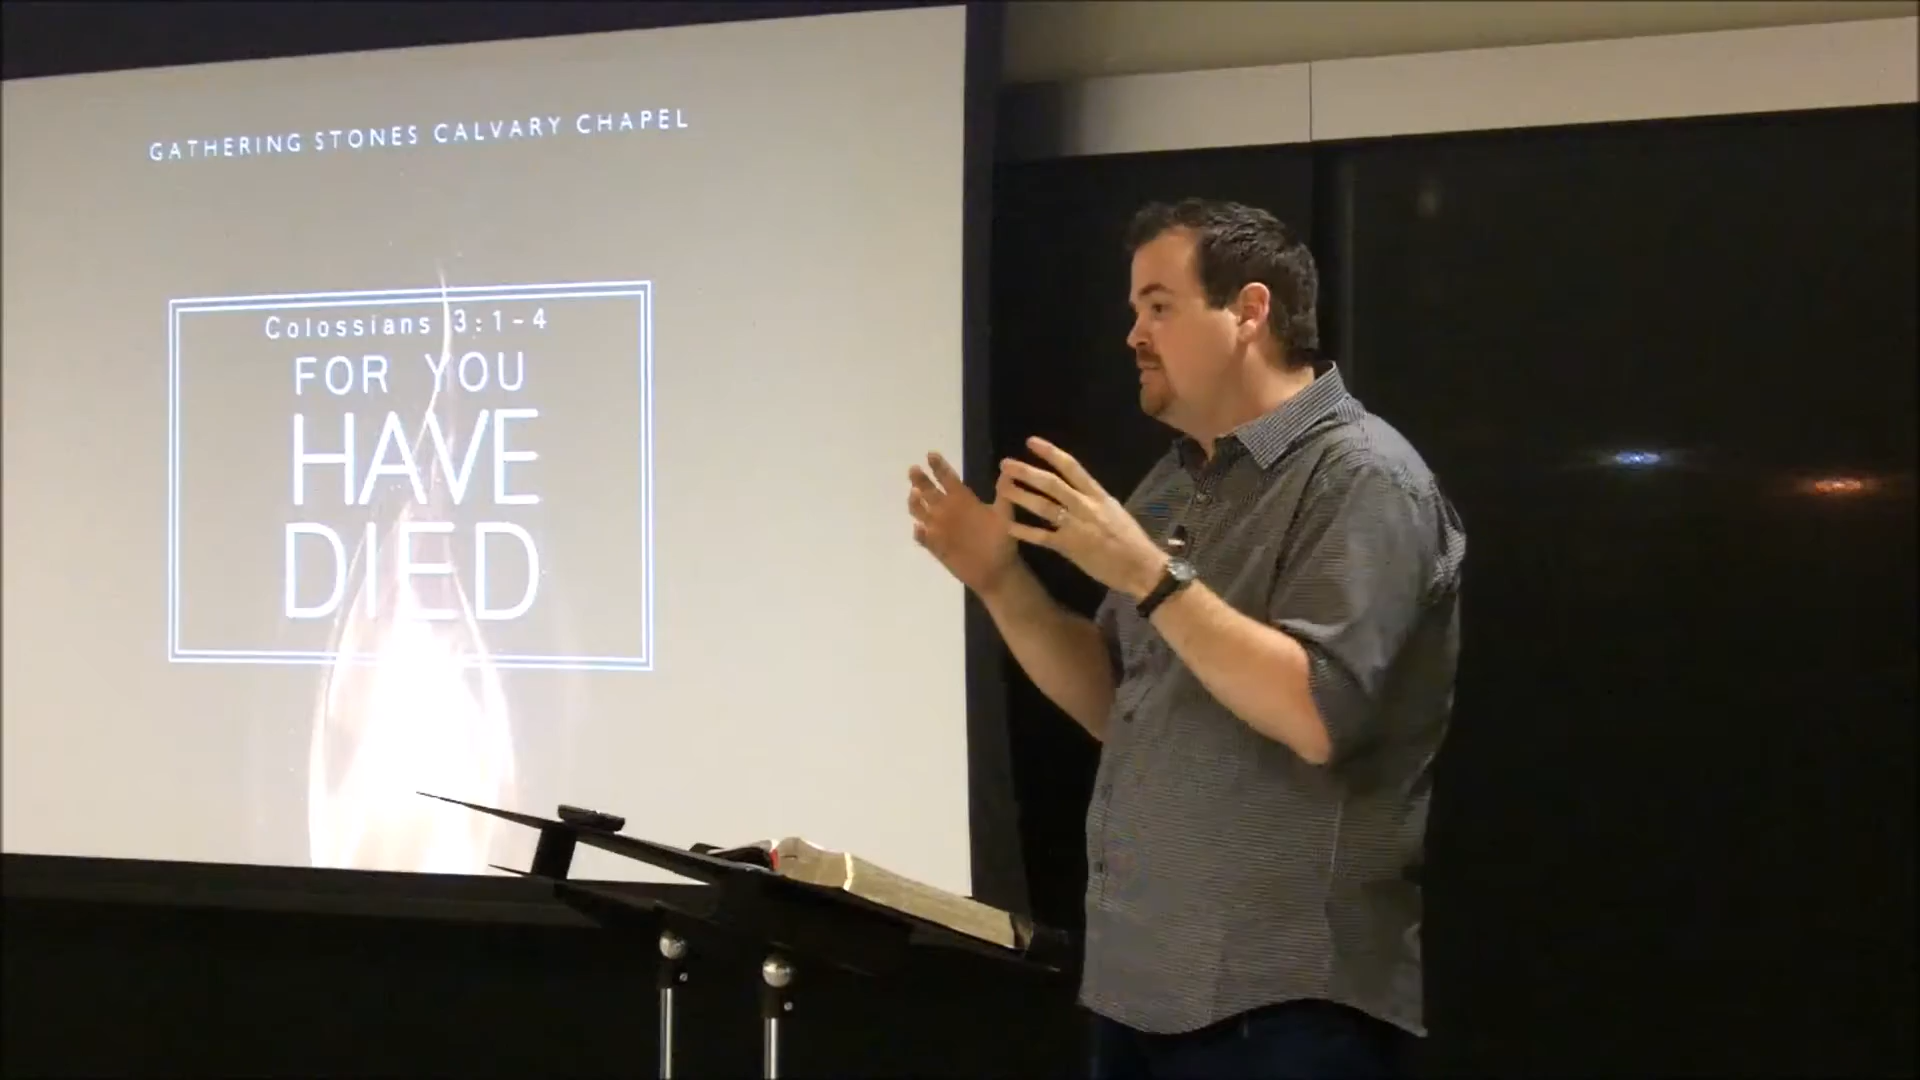 GATHERING STONES CALVARY CHAPEL
Colossians 3:1-4
FOR YOU
HAVE
DIED